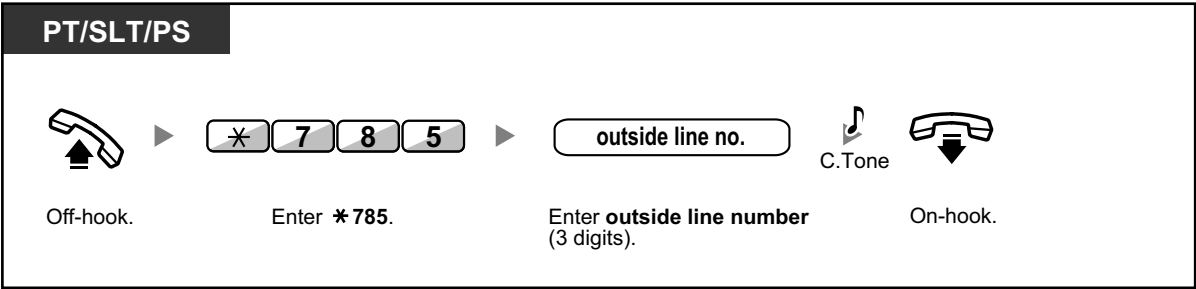 PT/SLT/PS
✳ 7 8 5
outside line no.
C.Tone
Off-hook.
Enter ✳785.
Enter outside line number
(3 digits).
On-hook.